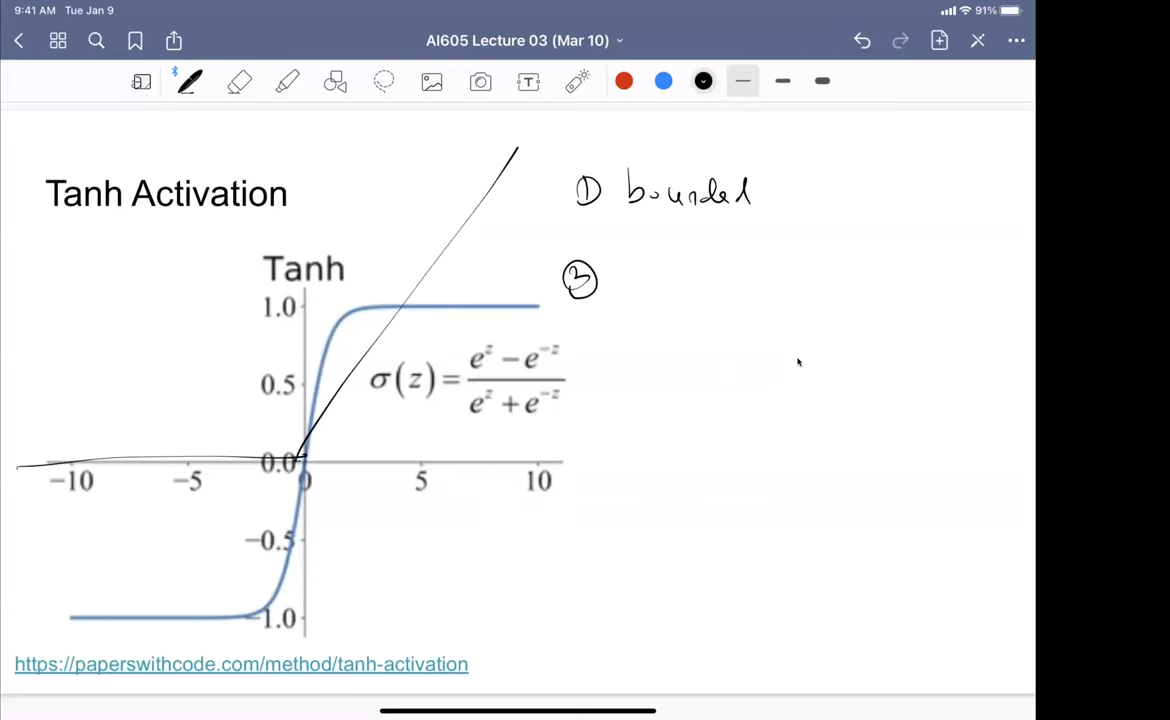 9:41 AM Tue Jan 9
91%
AI605 Lecture 03 (Mar 10)
T
Tanh Activation
① bounded
Tanh
1.0
0.5
σ(z) = (e^z − e^−z) / (e^z + e^−z)
0.0
−10 −5 0 5 10
−0.5
−1.0
https://paperswithcode.com/method/tanh-activation